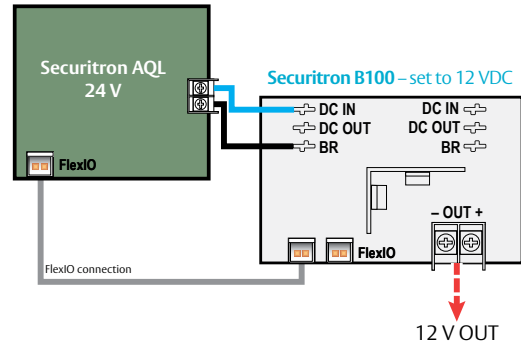 Securitron AQL
24 V
FlexIO
Securitron B100 – set to 12 VDC
DC IN
DC OUT
BR
DC IN
DC OUT
BR
– OUT +
FlexIO
FlexIO connection
12 V OUT